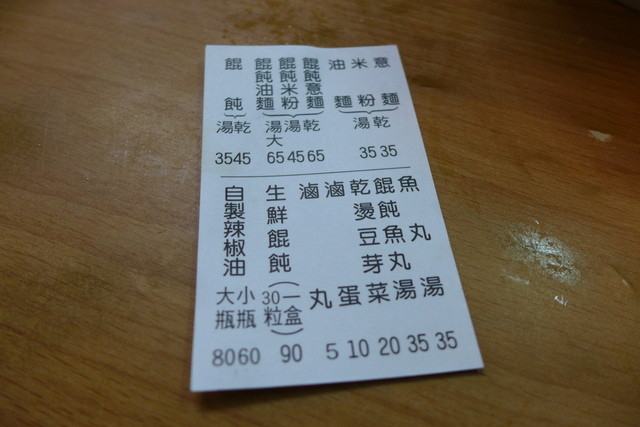 意麵
米粉
油麵
乾 35
湯 35
餛飩意麵
餛飩米粉
餛飩油麵
乾 65
湯 45
湯大 65
餛飩
乾 45
湯 35
魚丸湯 35
餛飩魚丸湯 35
乾燙豆芽菜 20
滷蛋 10
滷丸 5
生鮮餛飩
(一盒
30粒)
90
自製辣椒油
小瓶 60
大瓶 80